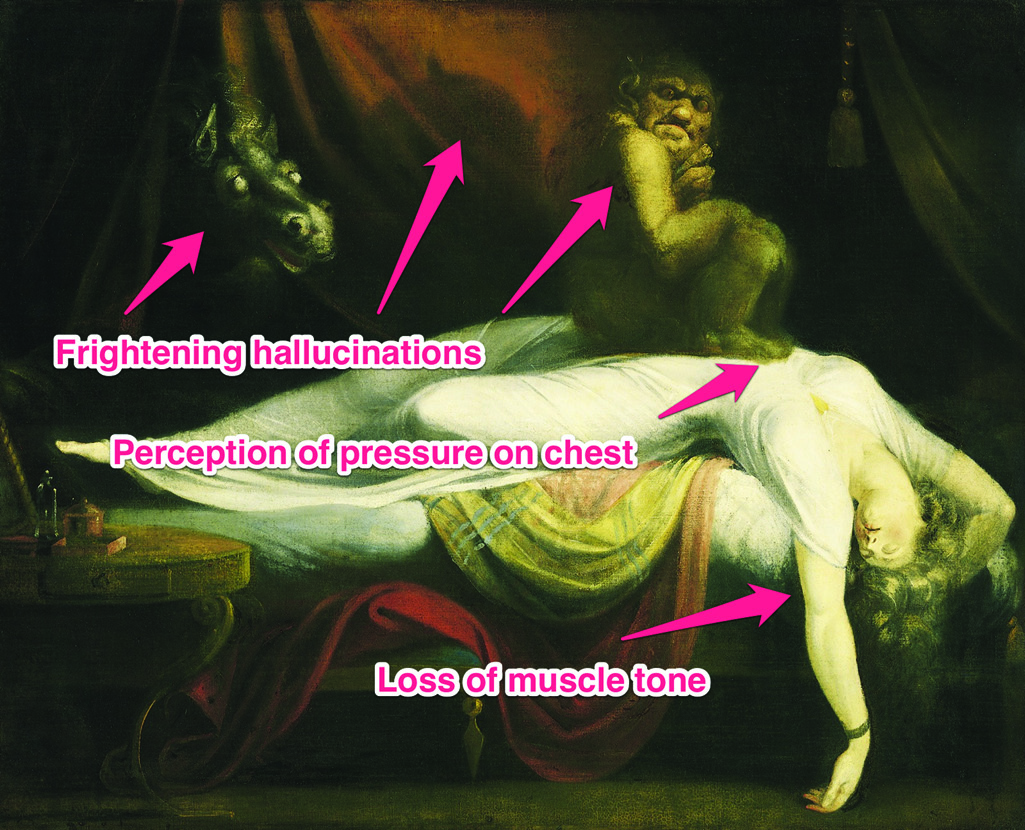 Frightening hallucinations
Perception of pressure on chest
Loss of muscle tone